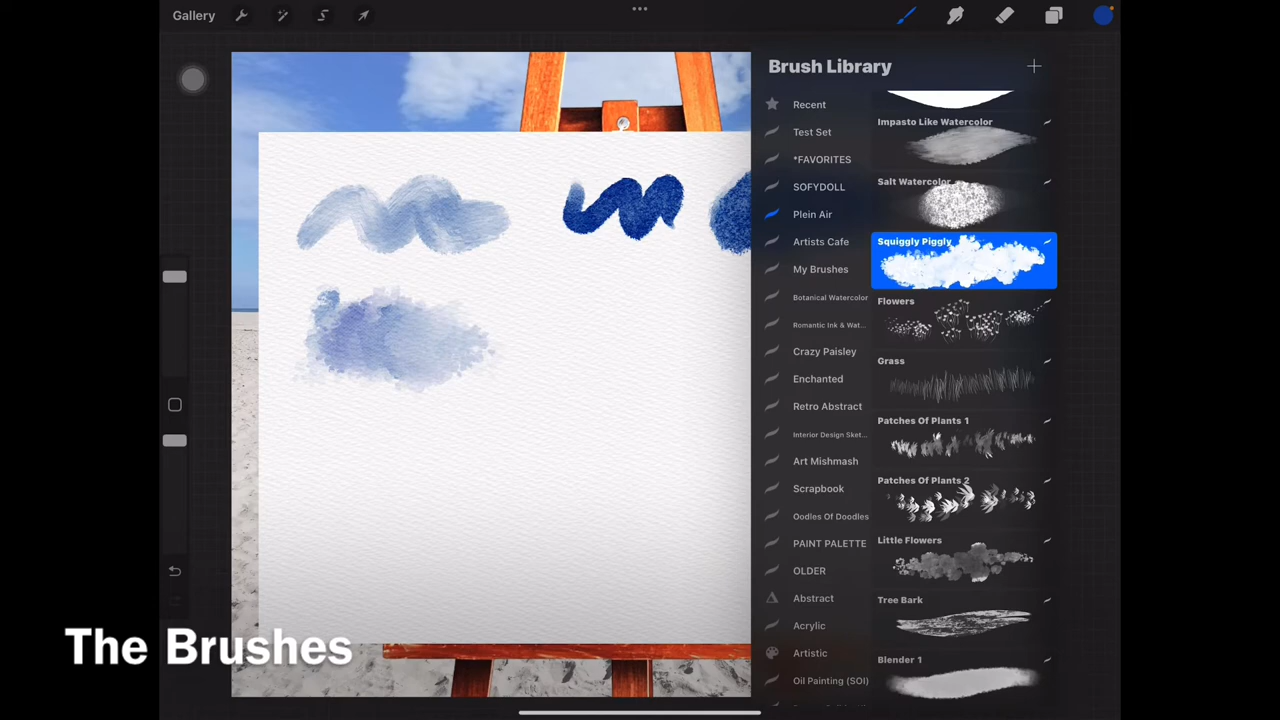 Gallery
Brush Library
Recent
Test Set
*FAVORITES
SOFYDOLL
Plein Air
Artists Cafe
My Brushes
Botanical Watercolor
Romantic Ink & Wat...
Crazy Paisley
Enchanted
Retro Abstract
Interior Design Sket...
Art Mishmash
Scrapbook
Oodles Of Doodles
PAINT PALETTE
OLDER
Abstract
Acrylic
Artistic
Oil Painting (SOI)
Impasto Like Watercolor
Salt Watercolor
Squiggly Piggly
Flowers
Grass
Patches Of Plants 1
Patches Of Plants 2
Little Flowers
Tree Bark
Blender 1
The Brushes